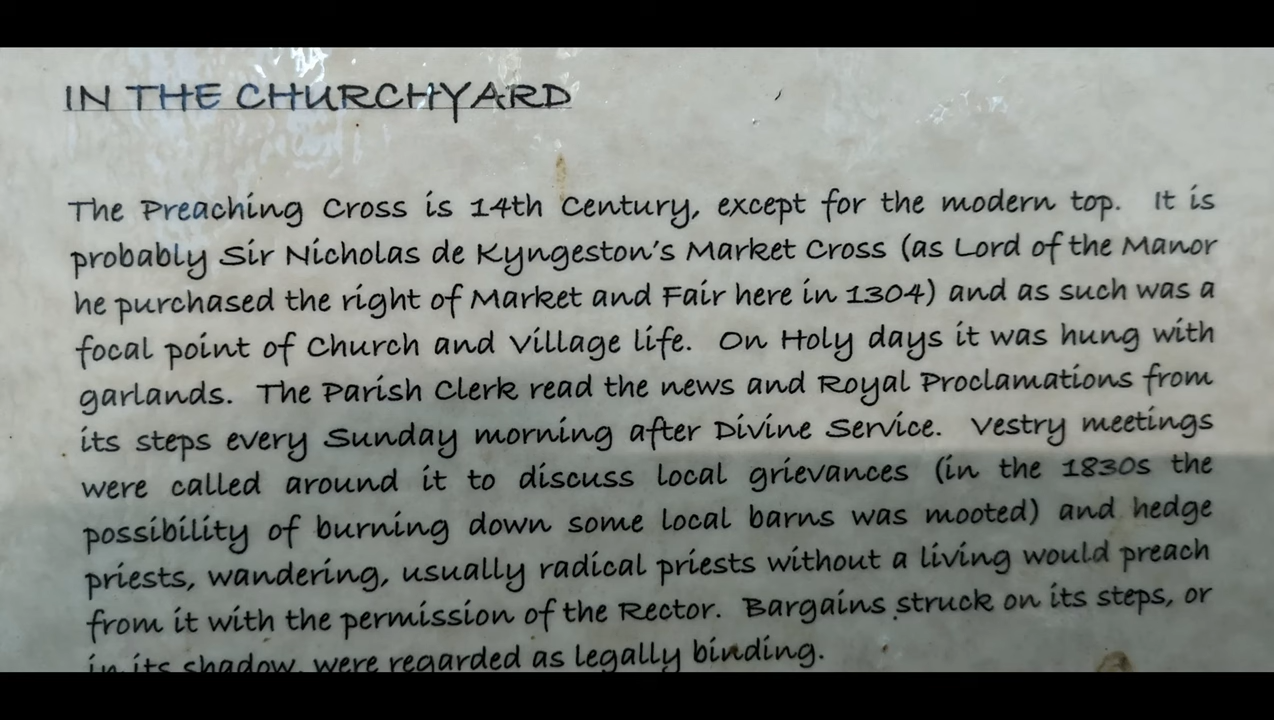 IN THE CHURCHYARD
The Preaching Cross is 14th Century, except for the modern top. It is
probably Sir Nicholas de Kyngeston's Market Cross (as Lord of the Manor
he purchased the right of Market and Fair here in 1304) and as such was a
focal point of Church and Village life. On Holy days it was hung with
garlands. The Parish Clerk read the news and Royal Proclamations from
its steps every Sunday morning after Divine Service. Vestry meetings
were called around it to discuss local grievances (in the 1830s the
possibility of burning down some local barns was mooted) and hedge
priests, wandering, usually radical priests without a living would preach
from it with the permission of the Rector. Bargains struck on its steps, or
in its shadow, were regarded as legally binding.